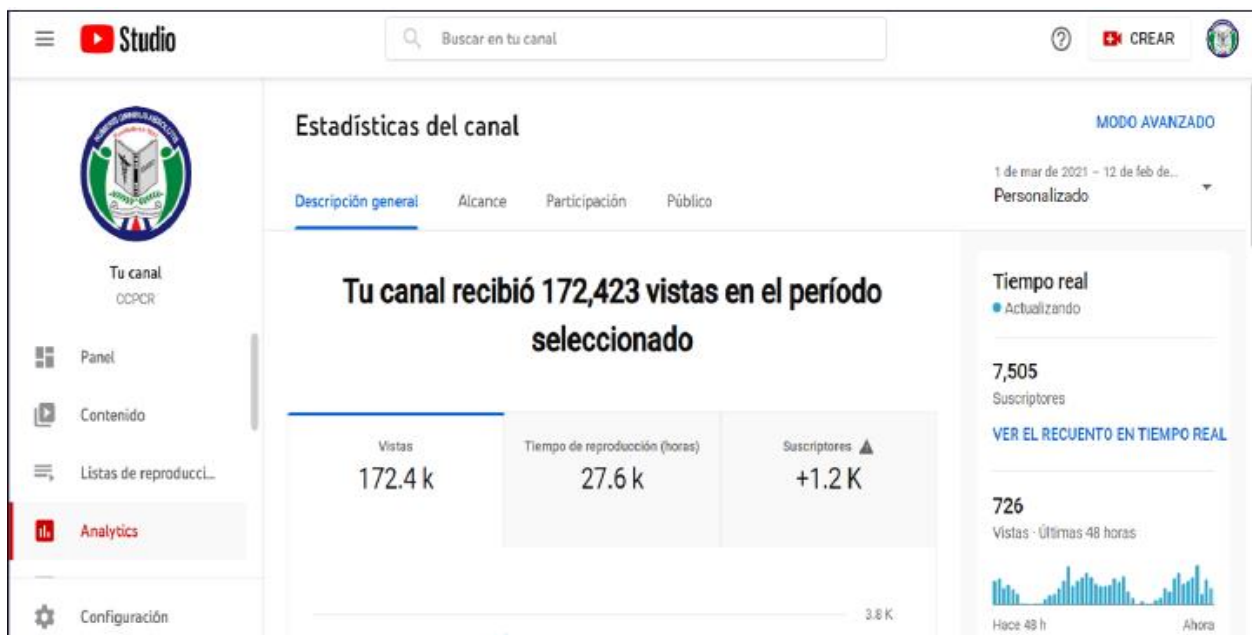 Studio
Buscar en tu canal
CREAR
Tu canal
CCPCR
Panel
Contenido
Listas de reproducci...
Analytics
Configuración
Estadísticas del canal
MODO AVANZADO
1 de mar de 2021 – 12 de feb de...
Personalizado
Descripción general Alcance Participación Público
Tu canal recibió 172,423 vistas en el período
seleccionado
Vistas
172.4 k
Tiempo de reproducción (horas)
27.6 k
Suscriptores
+1.2 K
3.8 K
Tiempo real
Actualizando
7,505
Suscriptores
VER EL RECUENTO EN TIEMPO REAL
726
Vistas · Últimas 48 horas
Hace 48 h Ahora